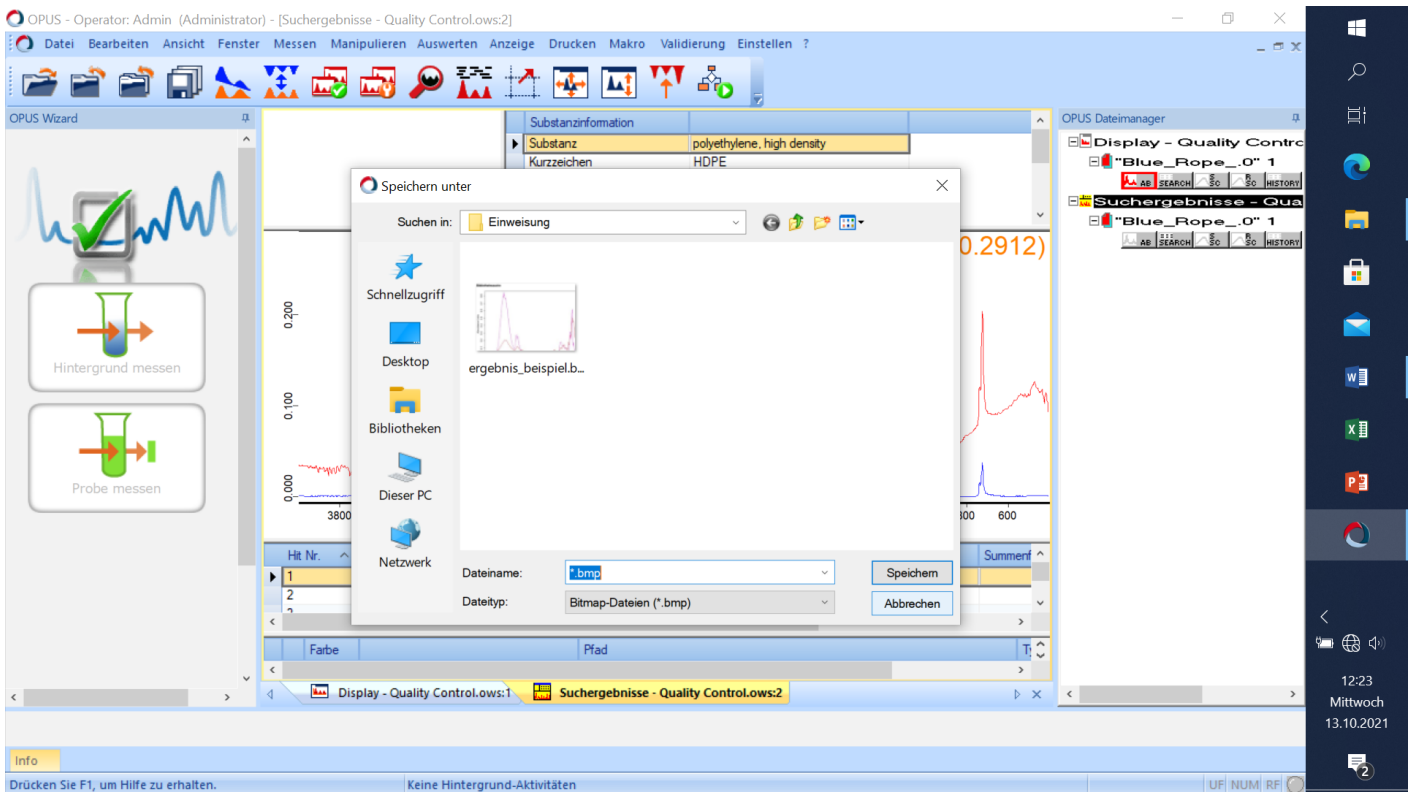 OPUS - Operator: Admin (Administrator) - [Suchergebnisse - Quality Control.ows:2]
Datei Bearbeiten Ansicht Fenster Messen Manipulieren Auswerten Anzeige Drucken Makro Validierung Einstellen ?
OPUS Wizard
Hintergrund messen
Probe messen
Substanzinformation
Substanz polyethylene, high density
Kurzzeichen HDPE
0.2912)
0.200
0.100
0.000
3800
600
Speichern unter
Suchen in: Einweisung
Schnellzugriff
Desktop
Bibliotheken
Dieser PC
Netzwerk
ergebnis_beispiel.b...
Dateiname: *.bmp Speichern
Dateityp: Bitmap-Dateien (*.bmp) Abbrechen
Hit Nr.
Summenf
1
2
Farbe Pfad
Display - Quality Control.ows:1 Suchergebnisse - Quality Control.ows:2
OPUS Dateimanager
Display - Quality Contro
"Blue_Rope_.0" 1
AB SEARCH SC SC HISTORY
Suchergebnisse - Qua
"Blue_Rope_.0" 1
AB SEARCH SC SC HISTORY
Info
Drücken Sie F1, um Hilfe zu erhalten. Keine Hintergrund-Aktivitäten UF NUM RF
12:23
Mittwoch
13.10.2021
2